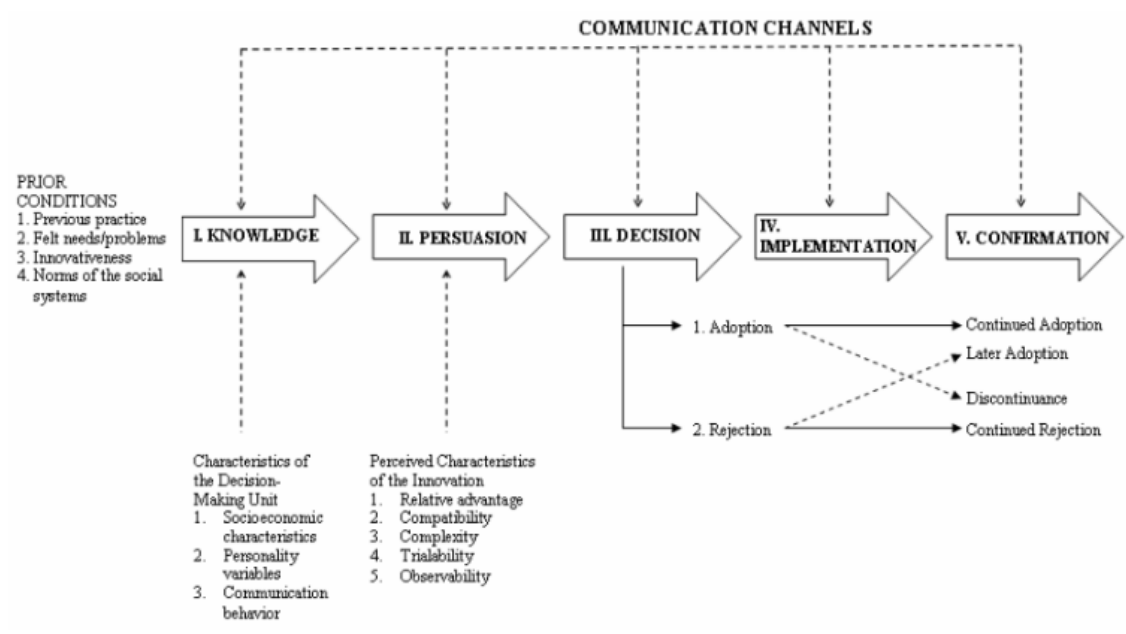 COMMUNICATION CHANNELS
PRIOR
CONDITIONS
1. Previous practice
2. Felt needs/problems
3. Innovativeness
4. Norms of the social
systems
I. KNOWLEDGE
II. PERSUASION
III. DECISION
IV.
IMPLEMENTATION
V. CONFIRMATION
1. Adoption
2. Rejection
Continued Adoption
Later Adoption
Discontinuance
Continued Rejection
Characteristics of
the Decision-
Making Unit
1. Socioeconomic
characteristics
2. Personality
variables
3. Communication
behavior
Perceived Characteristics
of the Innovation
1. Relative advantage
2. Compatibility
3. Complexity
4. Trialability
5. Observability